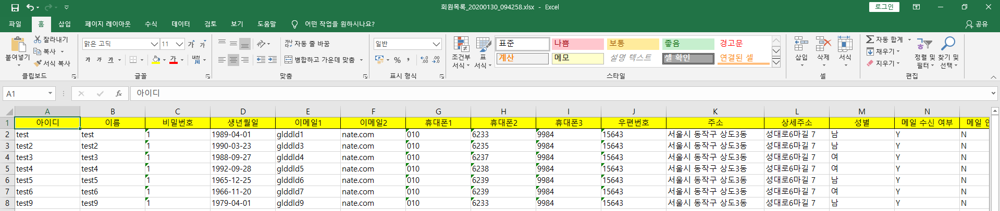 회원목록_20200130_094258.xlsx - Excel
로그인
파일 홈 삽입 페이지 레이아웃 수식 데이터 검토 보기 도움말 어떤 작업을 원하시나요? 공유
붙여넣기 잘라내기 복사 서식 복사 클립보드
맑은 고딕 11 가 가 가 가 가 가 내천 글꼴
자동 줄 바꿈 병합하고 가운데 맞춤 맞춤
일반 % , .00 .0 표시 형식
조건부 서식 표 서식
표준 나쁨 보통 좋음 경고문
계산 메모 설명 텍스트 셀 확인 연결된 셀
스타일
삽입 삭제 서식 셀
자동 합계 채우기 지우기 정렬 및 필터 찾기 및 선택 편집
A1 fx 아이디
A B C D E F G H I J K L M N
1 아이디 이름 비밀번호 생년월일 이메일1 이메일2 휴대폰1 휴대폰2 휴대폰3 우편번호 주소 상세주소 성별 메일 수신 여부 메일
2 test test 1 1989-04-01 glddld1 nate.com 010 6233 9984 15643 서울시 동작구 상도3동 성대로6마길 7 남 Y N
3 test2 test2 1 1990-03-23 glddld3 nate.com 010 6235 9984 15643 서울시 동작구 상도3동 성대로6마길 7 남 Y N
4 test3 test3 1 1988-09-27 glddld4 nate.com 010 6237 9984 15643 서울시 동작구 상도3동 성대로6마길 7 여 Y N
5 test4 test4 1 1992-09-28 glddld5 nate.com 010 6238 9984 15643 서울시 동작구 상도3동 성대로6마길 7 여 Y N
6 test5 test5 1 1965-12-25 glddld6 nate.com 010 6239 9984 15643 서울시 동작구 상도3동 성대로6마길 7 남 Y N
7 test6 test6 1 1966-11-20 glddld7 nate.com 010 6239 9984 15643 서울시 동작구 상도3동 성대로6마길 7 여 Y N
8 test9 test9 1 1979-04-01 glddld9 nate.com 010 6233 9984 15643 서울시 동작구 상도3동 성대로6마길 7 남 Y N